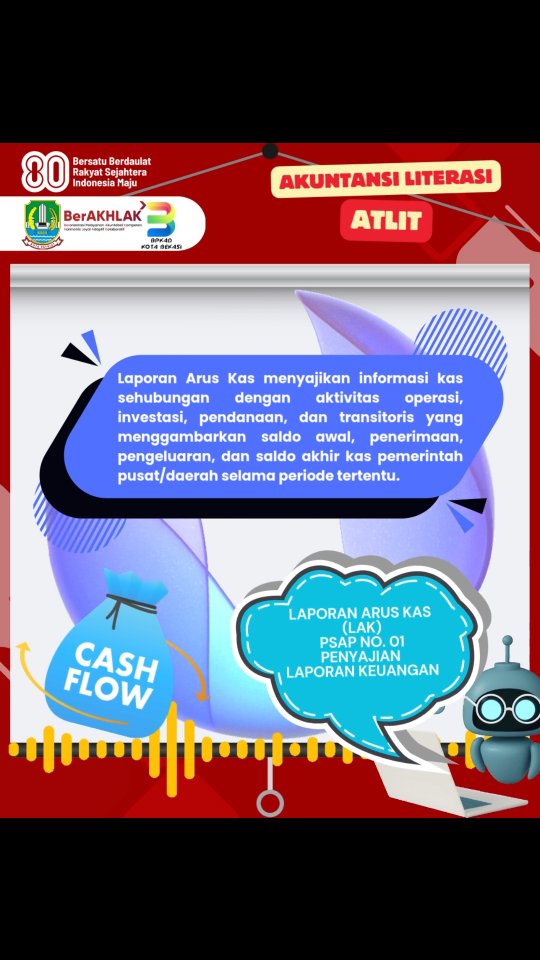 80 Bersatu Berdaulat
Rakyat Sejahtera
Indonesia Maju
BerAKHLAK
BPKAD
KOTA BEKASI
AKUNTANSI LITERASI
ATLIT
Laporan Arus Kas menyajikan informasi kas
sehubungan dengan aktivitas operasi,
investasi, pendanaan, dan transitoris yang
menggambarkan saldo awal, penerimaan,
pengeluaran, dan saldo akhir kas pemerintah
pusat/daerah selama periode tertentu.
CASH
FLOW
LAPORAN ARUS KAS
(LAK)
PSAP NO. 01
PENYAJIAN
LAPORAN KEUANGAN